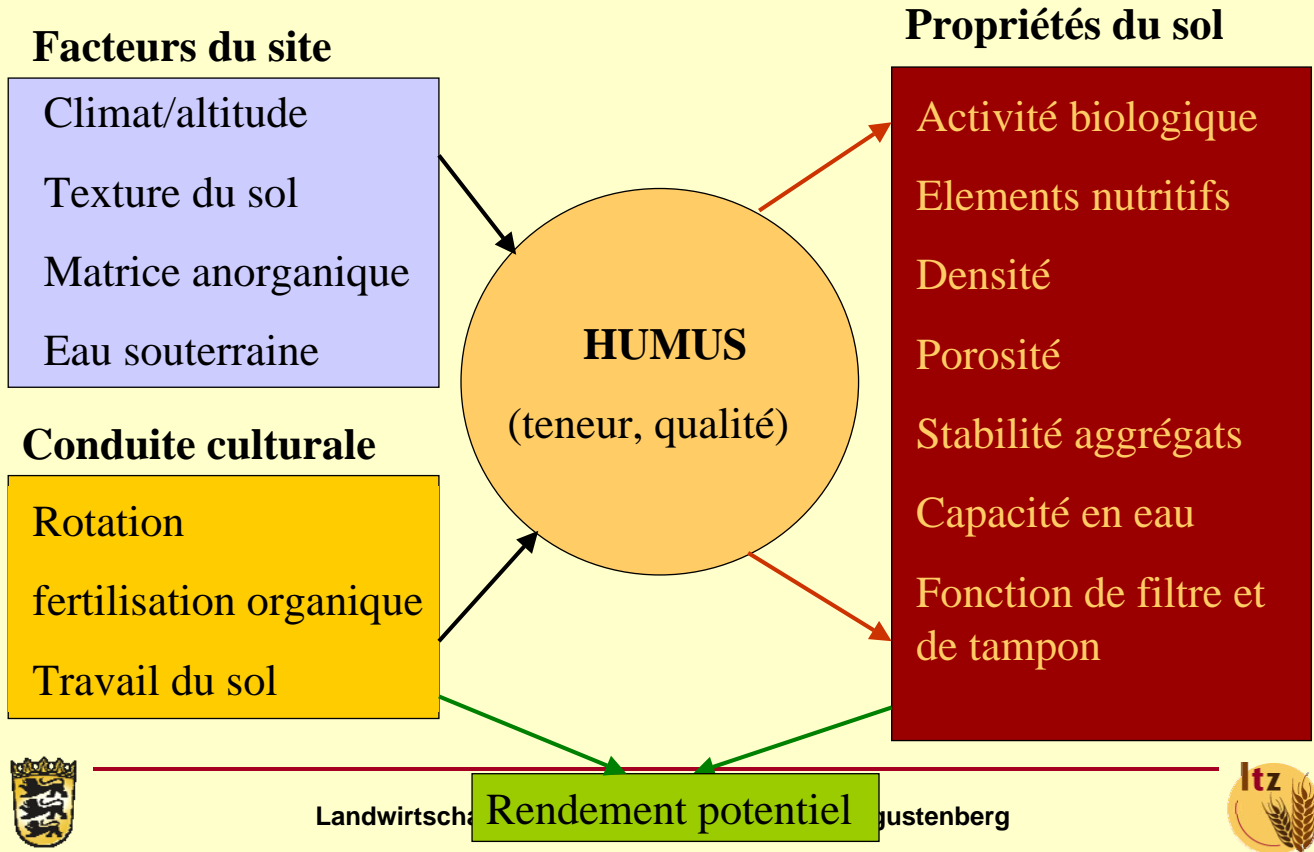 Facteurs du site
Climat/altitude
Texture du sol
Matrice anorganique
Eau souterraine
Conduite culturale
Rotation
fertilisation organique
Travail du sol
HUMUS
(teneur, qualité)
Propriétés du sol
Activité biologique
Elements nutritifs
Densité
Porosité
Stabilité aggrégats
Capacité en eau
Fonction de filtre et
de tampon
Rendement potentiel
ltz